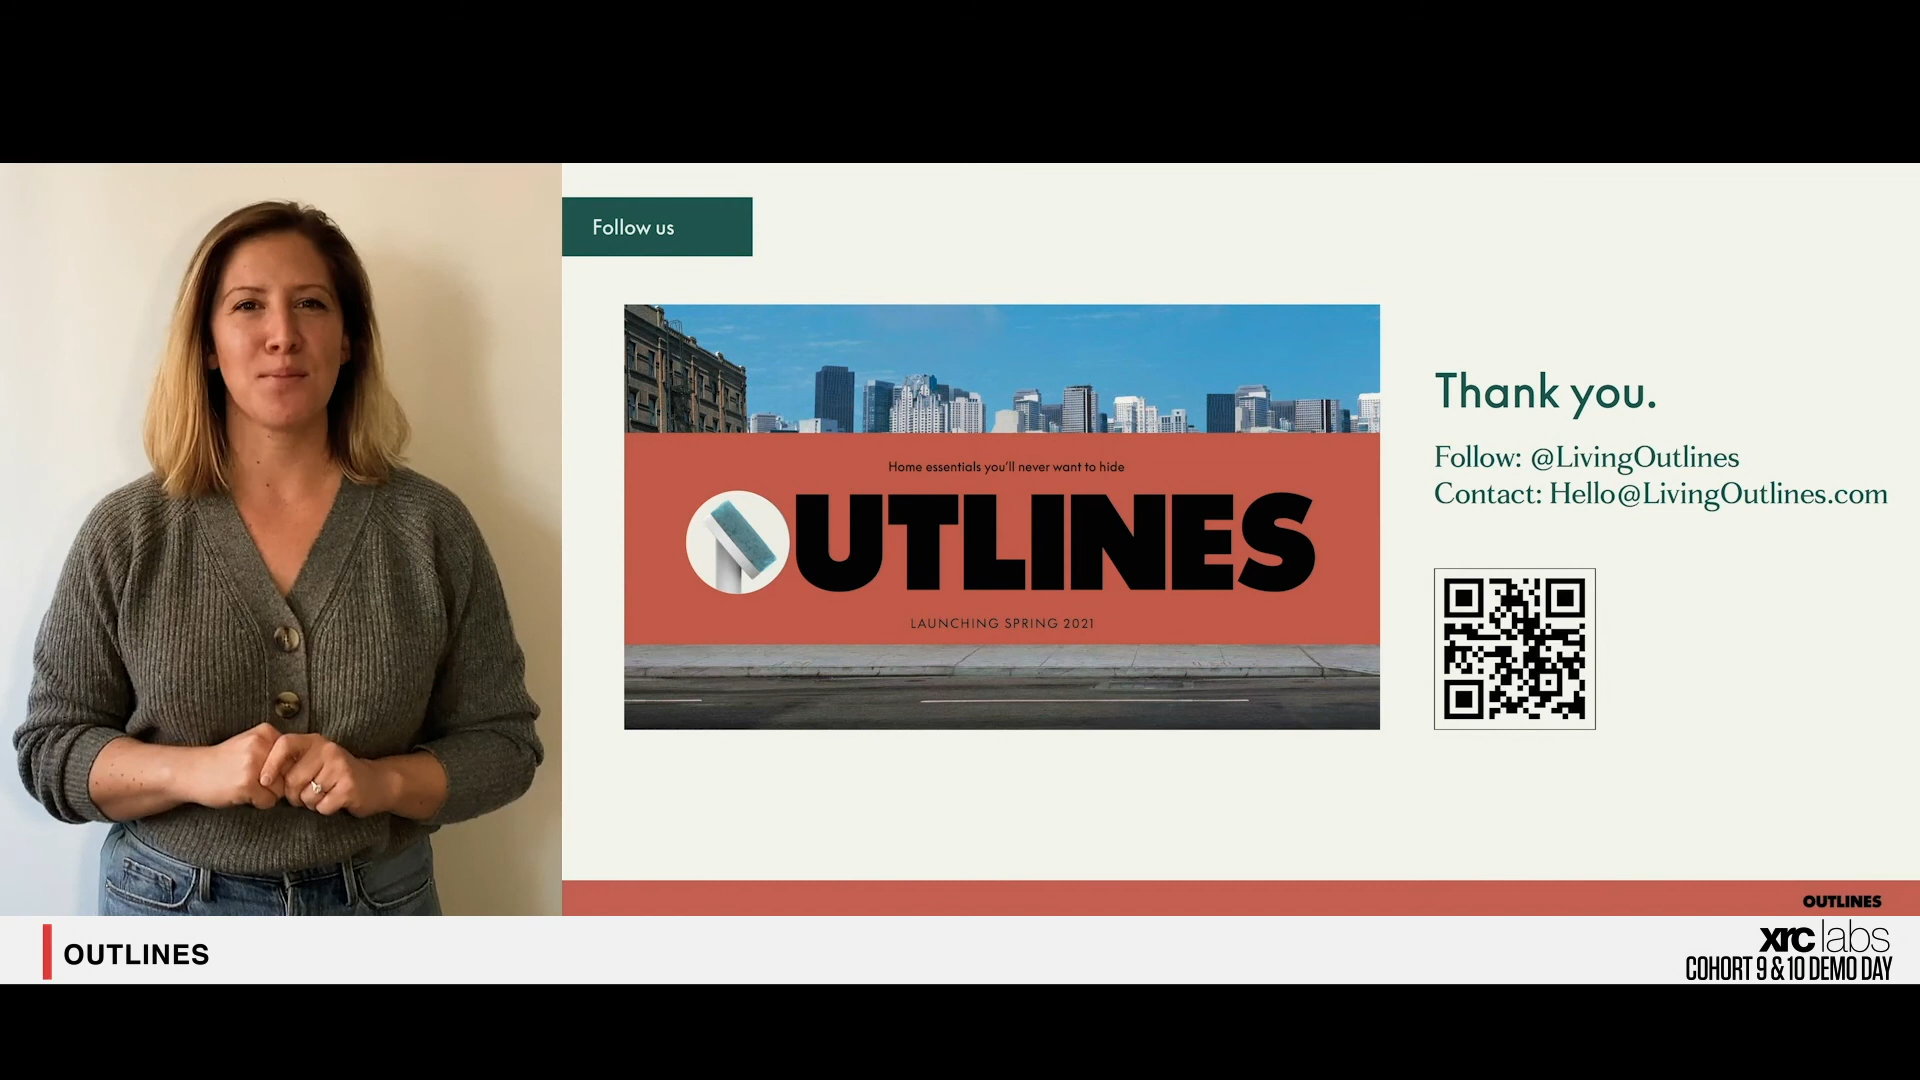 Follow us
Home essentials you'll never want to hide
OUTLINES
LAUNCHING SPRING 2021
Thank you.
Follow: @LivingOutlines
Contact: Hello@LivingOutlines.com
OUTLINES
OUTLINES
xrc labs
COHORT 9 & 10 DEMO DAY